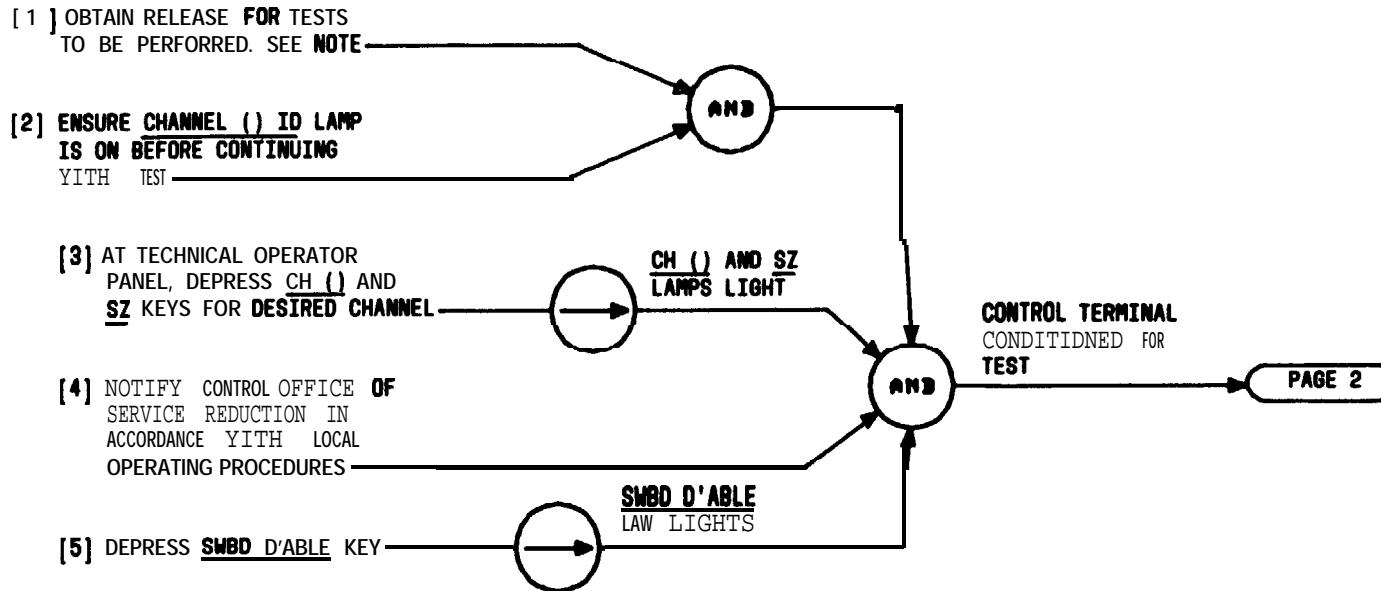 [1] OBTAIN RELEASE FOR TESTS
TO BE PERFORRED. SEE NOTE
AND
[2] ENSURE CHANNEL () ID LAMP
IS ON BEFORE CONTINUING
YITH TEST
[3] AT TECHNICAL OPERATOR
PANEL, DEPRESS CH () AND
SZ KEYS FOR DESIRED CHANNEL
CH () AND SZ
LAMPS LIGHT
AND
CONTROL TERMINAL
CONDITIDNED FOR
TEST
PAGE 2
[4] NOTIFY CONTROL OFFICE OF
SERVICE REDUCTION IN
ACCORDANCE YITH LOCAL
OPERATING PROCEDURES
[5] DEPRESS SWBD D'ABLE KEY
SWBD D'ABLE
LAW LIGHTS